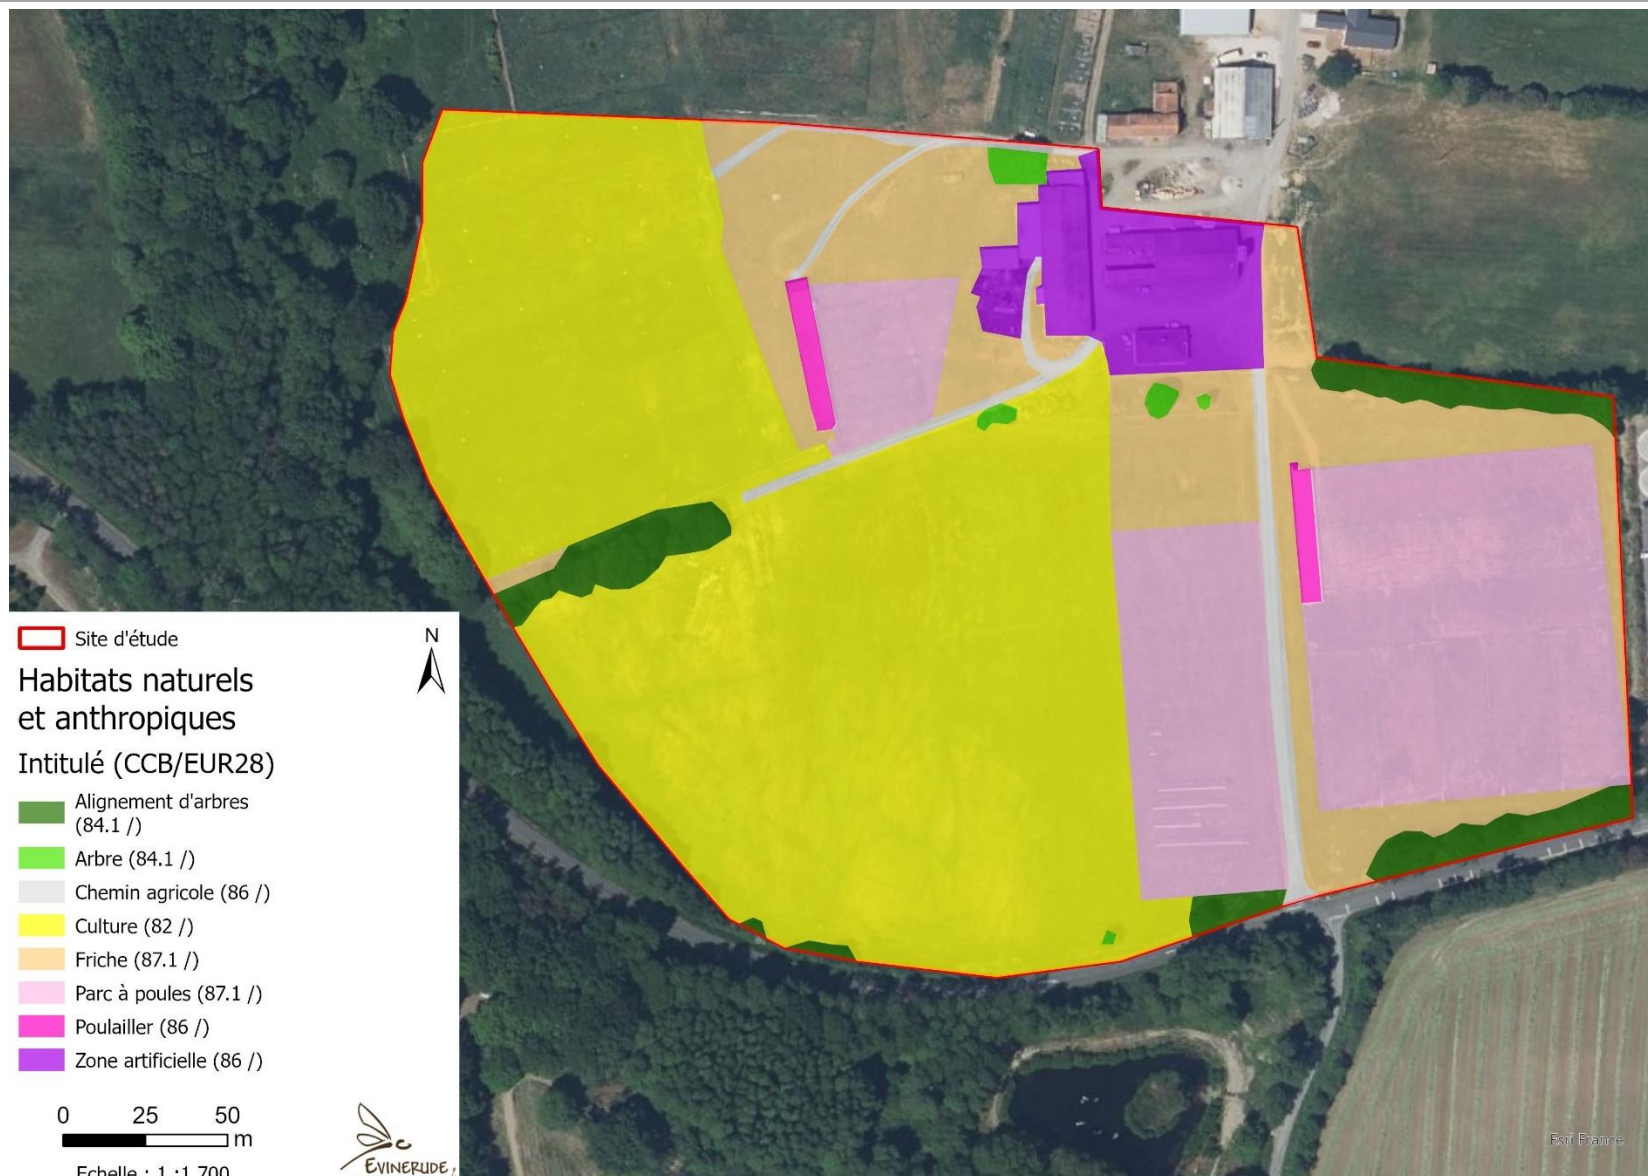 Site d'étude
N
Habitats naturels
et anthropiques
Intitulé (CCB/EUR28)
Alignement d'arbres
(84.1 /)
Arbre (84.1 /)
Chemin agricole (86 /)
Culture (82 /)
Friche (87.1 /)
Parc à poules (87.1 /)
Poulailler (86 /)
Zone artificielle (86 /)
0 25 50
m
Echelle : 1 :1 700
EVINERUDE
Esri France